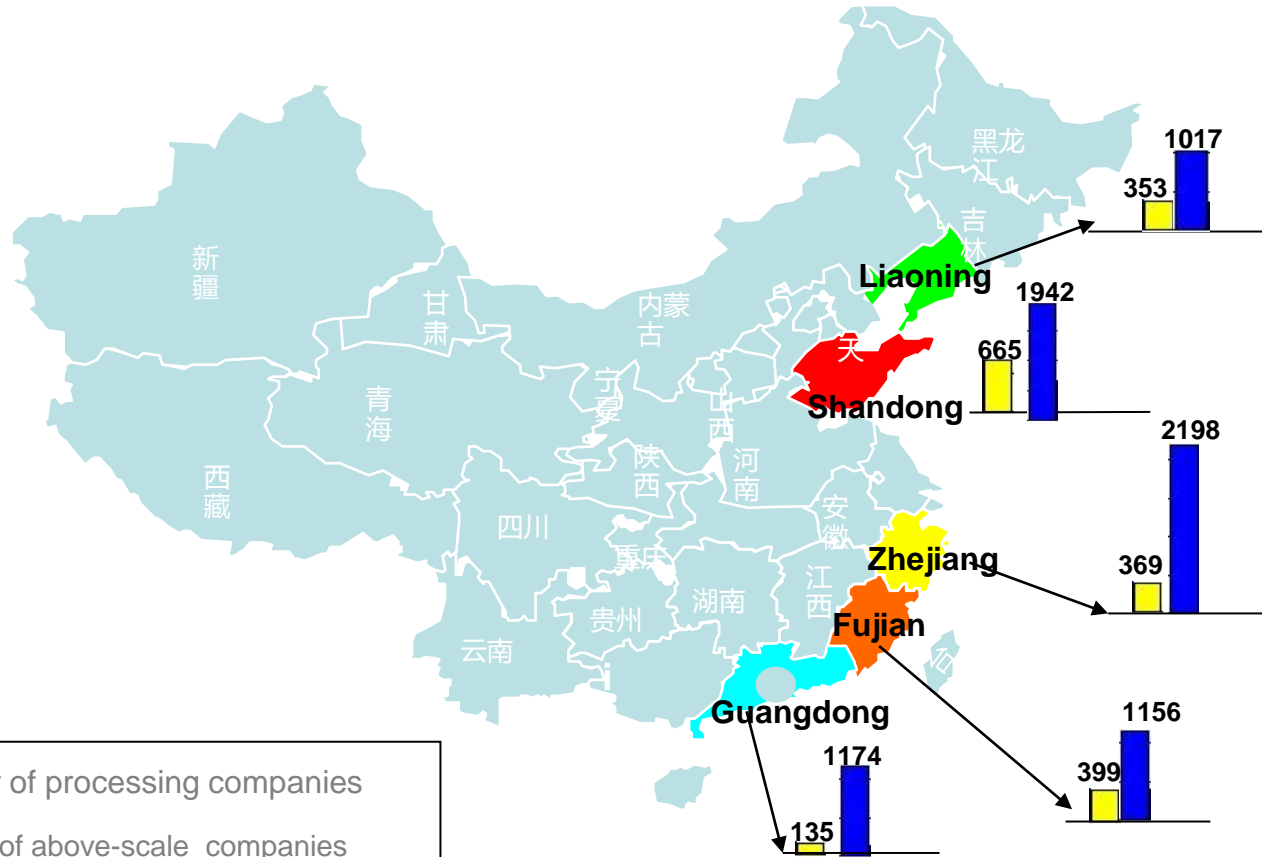 黑龙
江
1017
353
吉
林
新
疆
Liaoning
甘
肃
内蒙
古
1942
天
665
宁
夏
青
海
山
西
Shandong
2198
陕
西
河
南
西
藏
安
徽
四川
重庆
Zhejiang
369
江
西
湖南
贵州
Fujian
云南
台
Guangdong
1156
1174
399
135
of processing companies
of above-scale companies